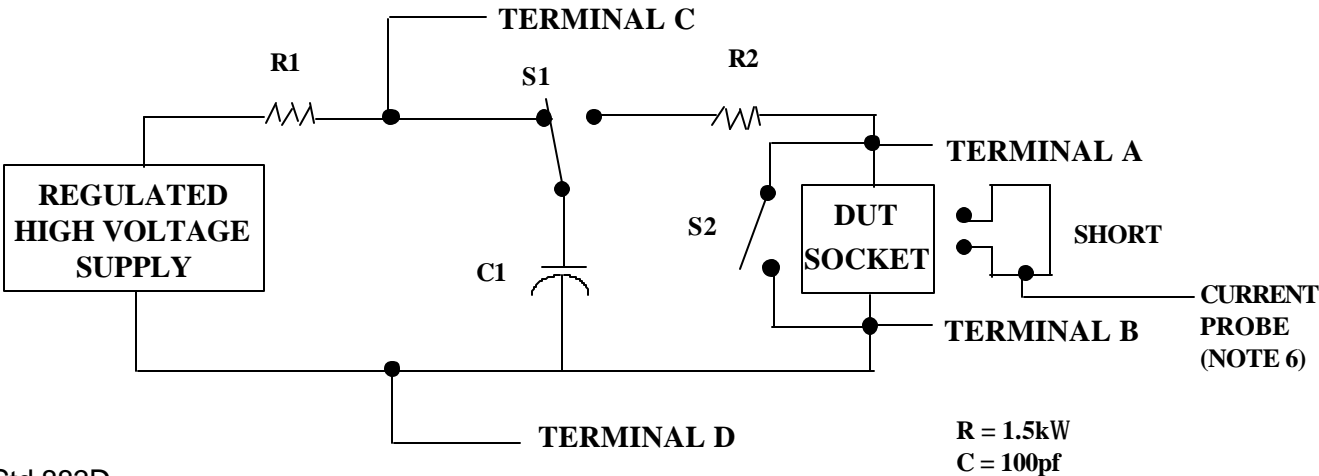 TERMINAL C
R1
S1
R2
TERMINAL A
REGULATED
HIGH VOLTAGE
SUPPLY
DUT
SOCKET
S2
SHORT
C1
CURRENT
PROBE
(NOTE 6)
TERMINAL B
TERMINAL D
R = 1.5kW
C = 100pf